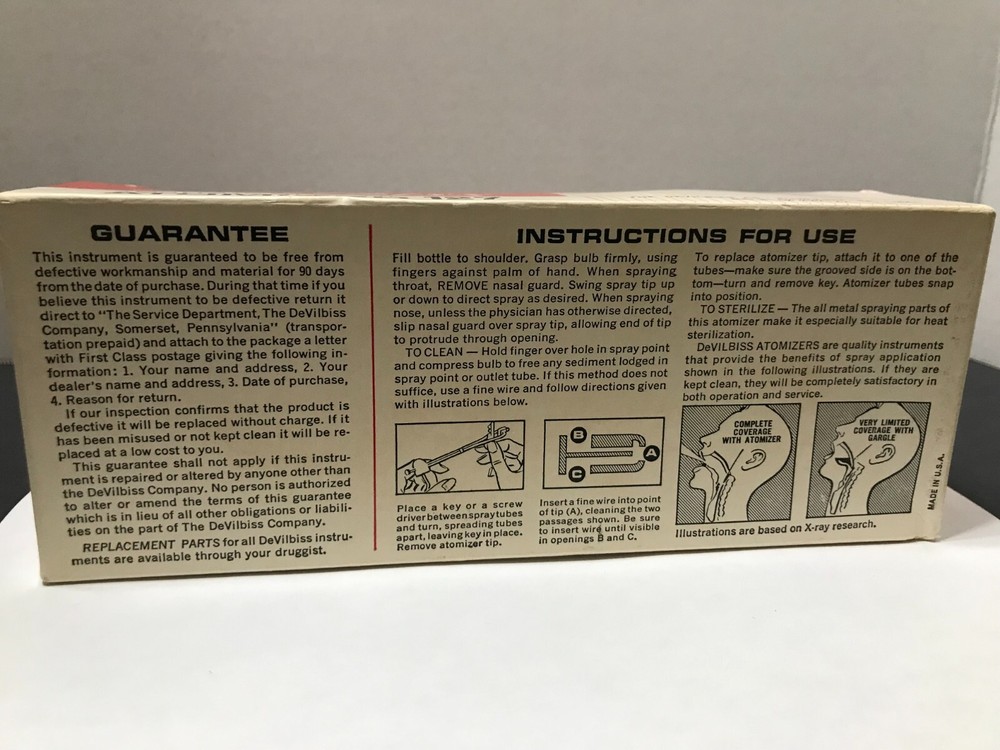 GUARANTEE
This instrument is guaranteed to be free from
defective workmanship and material for 90 days
from the date of purchase. During that time if you
believe this instrument to be defective return it
direct to "The Service Department, The DeVilbiss
Company, Somerset, Pennsylvania" (transpor-
tation prepaid) and attach to the package a letter
with First Class postage giving the following in-
formation: 1. Your name and address, 2. Your
dealer's name and address, 3. Date of purchase,
4. Reason for return.
If our inspection confirms that the product is
defective it will be replaced without charge. If it
has been misused or not kept clean it will be re-
placed at a low cost to you.
This guarantee shall not apply if this instru-
ment is repaired or altered by anyone other than
the DeVilbiss Company. No person is authorized
to alter or amend the terms of this guarantee
which is in lieu of all other obligations or liabili-
ties on the part of The DeVilbiss Company.
REPLACEMENT PARTS for all DeVilbiss instru-
ments are available through your druggist.
INSTRUCTIONS FOR USE
Fill bottle to shoulder. Grasp bulb firmly, using
fingers against palm of hand. When spraying
throat, REMOVE nasal guard. Swing spray tip up
or down to direct spray as desired. When spraying
nose, unless the physician has otherwise directed,
slip nasal guard over spray tip, allowing end of tip
to protrude through opening.
TO CLEAN — Hold finger over hole in spray point
and compress bulb to free any sediment lodged in
spray point or outlet tube. If this method does not
suffice, use a fine wire and follow directions given
with illustrations below.
Place a key or a screw
driver between spray tubes
and turn, spreading tubes
apart, leaving key in place.
Remove atomizer tip.
B
A
C
Insert a fine wire into point
of tip (A), cleaning the two
passages shown. Be sure
to insert wire until visible
in openings B and C.
To replace atomizer tip, attach it to one of the
tubes—make sure the grooved side is on the bot-
tom—turn and remove key. Atomizer tubes snap
into position.
TO STERILIZE — The all metal spraying parts of
this atomizer make it especially suitable for heat
sterilization.
DeVILBISS ATOMIZERS are quality instruments
that provide the benefits of spray application
shown in the following illustrations. If they are
kept clean, they will be completely satisfactory in
both operation and service.
COMPLETE
COVERAGE
WITH ATOMIZER
VERY LIMITED
COVERAGE WITH
GARGLE
Illustrations are based on X-ray research.
MADE IN U.S.A.